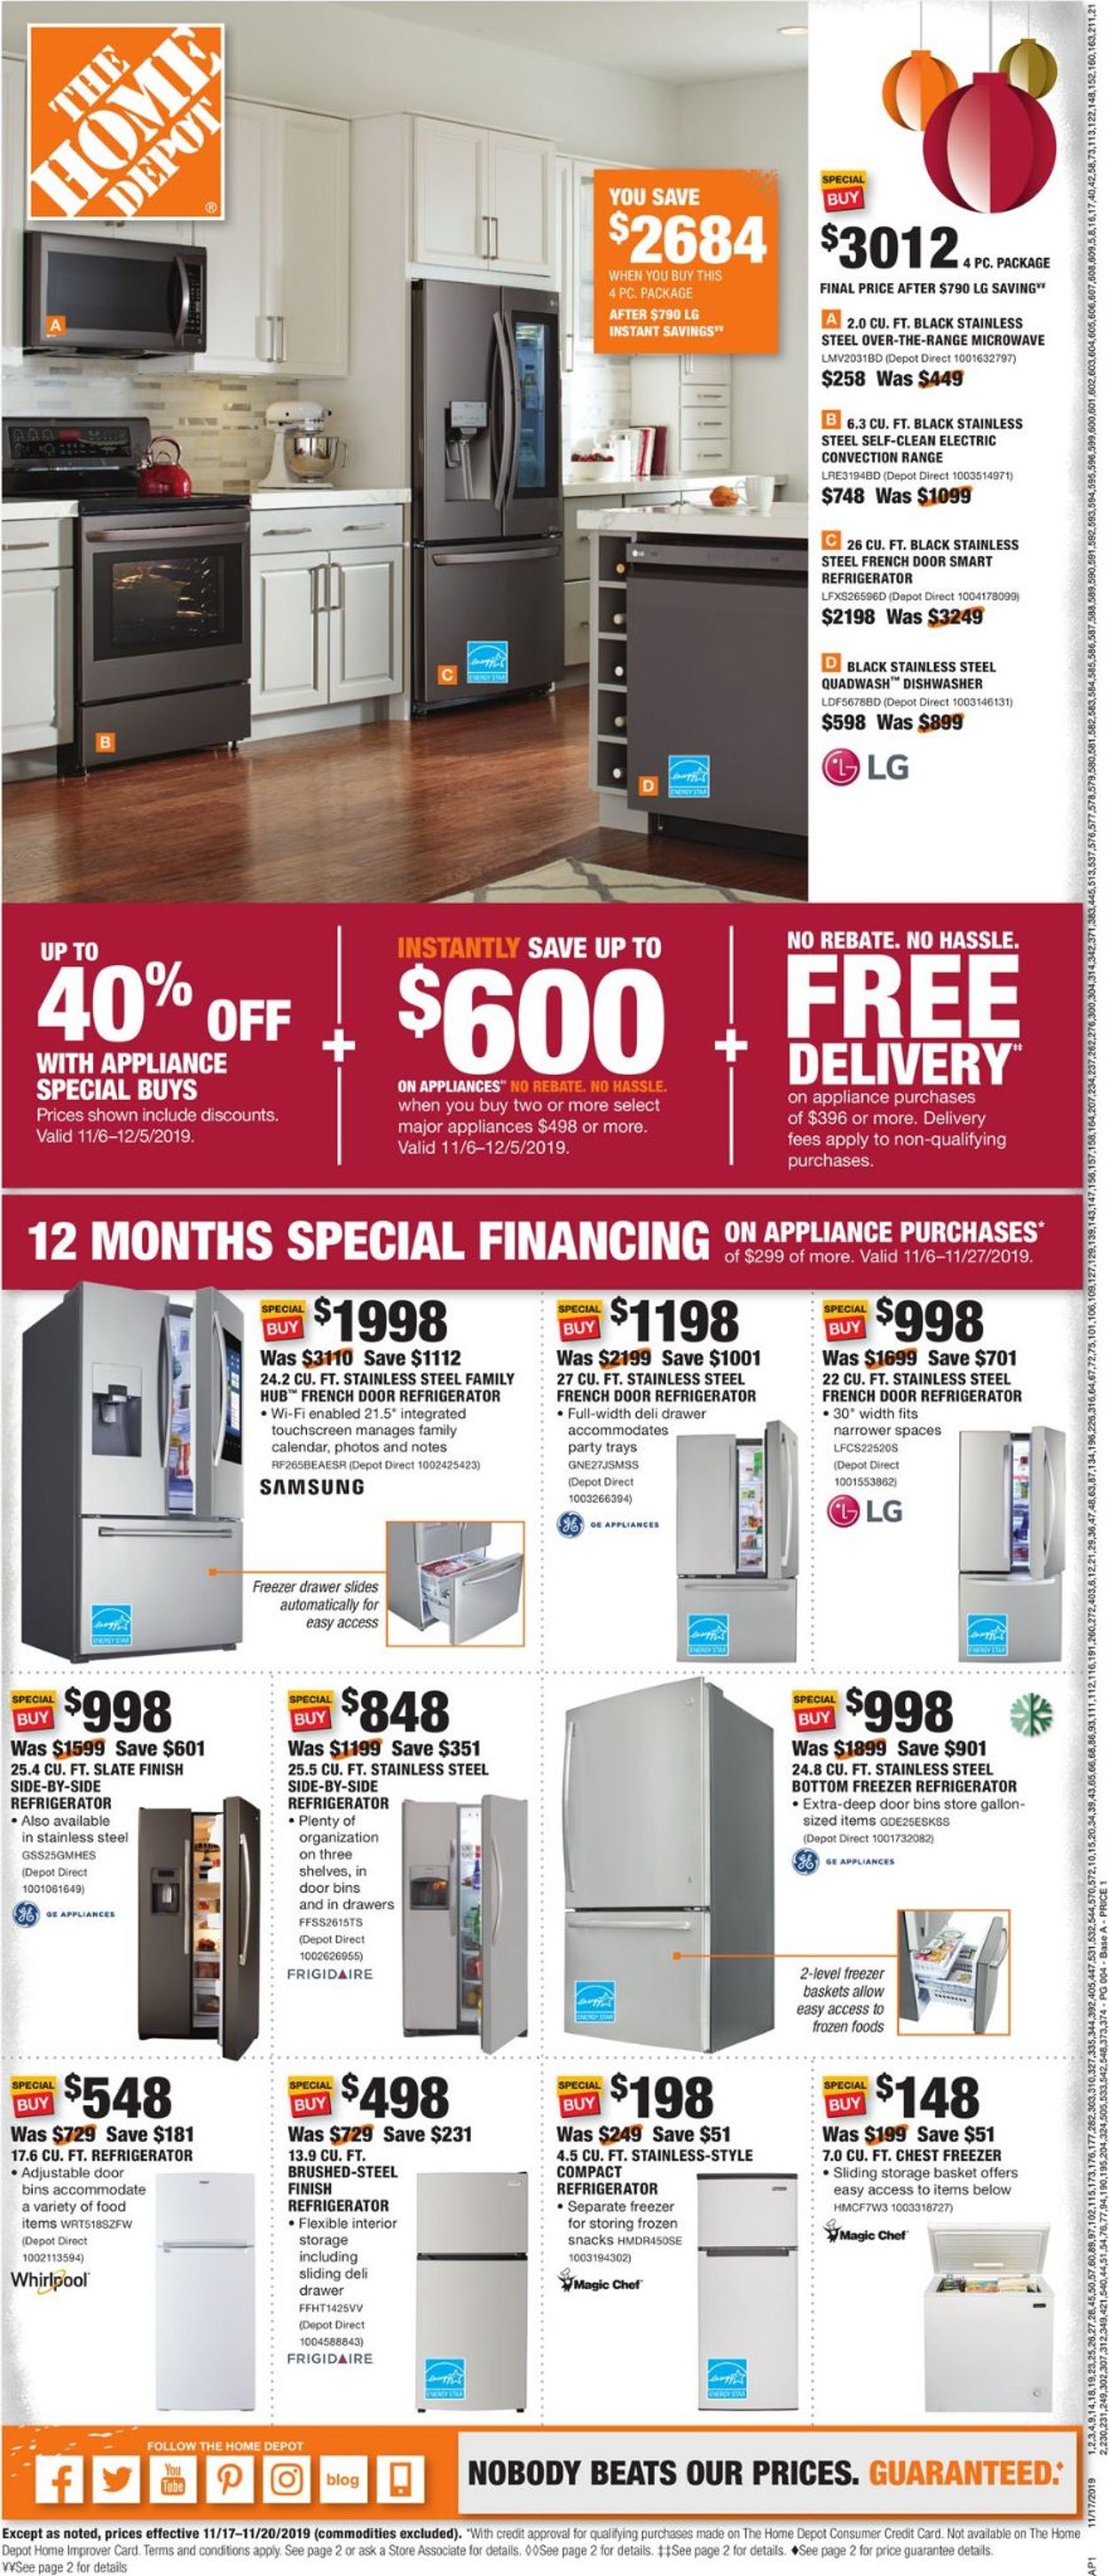 THE
HOME
DEPOT
®
A
B
C
ENERGY STAR
D
ENERGY STAR
LG
YOU SAVE
$2684
WHEN YOU BUY THIS
4 PC. PACKAGE
AFTER $790 LG
INSTANT SAVINGS¥¥
SPECIAL
BUY
$3012 4 PC. PACKAGE
FINAL PRICE AFTER $790 LG SAVING¥¥
A 2.0 CU. FT. BLACK STAINLESS
STEEL OVER-THE-RANGE MICROWAVE
LMV2031BD (Depot Direct 1001632797)
$258 Was $449
B 6.3 CU. FT. BLACK STAINLESS
STEEL SELF-CLEAN ELECTRIC
CONVECTION RANGE
LRE3194BD (Depot Direct 1003514971)
$748 Was $1099
C 26 CU. FT. BLACK STAINLESS
STEEL FRENCH DOOR SMART
REFRIGERATOR
LFXS26596D (Depot Direct 1004178099)
$2198 Was $3249
D BLACK STAINLESS STEEL
QUADWASH™ DISHWASHER
LDF5678BD (Depot Direct 1003146131)
$598 Was $899
LG
UP TO
40% OFF
WITH APPLIANCE
SPECIAL BUYS
Prices shown include discounts.
Valid 11/6–12/5/2019.
+
INSTANTLY SAVE UP TO
$600
ON APPLIANCES◊◊ NO REBATE. NO HASSLE.
when you buy two or more select
major appliances $498 or more.
Valid 11/6–12/5/2019.
+
NO REBATE. NO HASSLE.
FREE
DELIVERY‡‡
on appliance purchases
of $396 or more. Delivery
fees apply to non-qualifying
purchases.
12 MONTHS SPECIAL FINANCING ON APPLIANCE PURCHASES*
of $299 of more. Valid 11/6–11/27/2019.
SPECIAL
BUY
$1998
Was $3110 Save $1112
24.2 CU. FT. STAINLESS STEEL FAMILY
HUB™ FRENCH DOOR REFRIGERATOR
• Wi-Fi enabled 21.5" integrated
touchscreen manages family
calendar, photos and notes
RF265BEAESR (Depot Direct 1002425423)
SAMSUNG
Freezer drawer slides
automatically for
easy access
ENERGY STAR
SPECIAL
BUY
$1198
Was $2199 Save $1001
27 CU. FT. STAINLESS STEEL
FRENCH DOOR REFRIGERATOR
• Full-width deli drawer
accommodates
party trays
GNE27JSMSS
(Depot Direct
1003266394)
GE APPLIANCES
ENERGY STAR
SPECIAL
BUY
$998
Was $1699 Save $701
22 CU. FT. STAINLESS STEEL
FRENCH DOOR REFRIGERATOR
• 30" width fits
narrower spaces
LFCS22520S
(Depot Direct
1001553862)
LG
ENERGY STAR
SPECIAL
BUY
$998
Was $1599 Save $601
25.4 CU. FT. SLATE FINISH
SIDE-BY-SIDE
REFRIGERATOR
• Also available
in stainless steel
GSS25GMHES
(Depot Direct
1001061649)
GE APPLIANCES
SPECIAL
BUY
$848
Was $1199 Save $351
25.5 CU. FT. STAINLESS STEEL
SIDE-BY-SIDE
REFRIGERATOR
• Plenty of
organization
on three
shelves, in
door bins
and in drawers
FFSS2615TS
(Depot Direct
1002626955)
FRIGIDAIRE
SPECIAL
BUY
$998
Was $1899 Save $901
24.8 CU. FT. STAINLESS STEEL
BOTTOM FREEZER REFRIGERATOR
• Extra-deep door bins store gallon-
sized items GDE25ESKSS
(Depot Direct 1001732082)
GE APPLIANCES
2-level freezer
baskets allow
easy access to
frozen foods
ENERGY STAR
SPECIAL
BUY
$548
Was $729 Save $181
17.6 CU. FT. REFRIGERATOR
• Adjustable door
bins accommodate
a variety of food
items WRT518SZFW
(Depot Direct
1002113594)
Whirlpool
SPECIAL
BUY
$498
Was $729 Save $231
13.9 CU. FT.
BRUSHED-STEEL
FINISH
REFRIGERATOR
• Flexible interior
storage
including
sliding deli
drawer
FFHT1425VV
(Depot Direct
1004588843)
FRIGIDAIRE
ENERGY STAR
SPECIAL
BUY
$198
Was $249 Save $51
4.5 CU. FT. STAINLESS-STYLE
COMPACT
REFRIGERATOR
• Separate freezer
for storing frozen
snacks HMDR450SE
1003194302)
Magic Chef
ENERGY STAR
SPECIAL
BUY
$148
Was $199 Save $51
7.0 CU. FT. CHEST FREEZER
• Sliding storage basket offers
easy access to items below
HMCF7W3 1003318727)
Magic Chef
FOLLOW THE HOME DEPOT
You
Tube
blog
NOBODY BEATS OUR PRICES. GUARANTEED.♦
Except as noted, prices effective 11/17–11/20/2019 (commodities excluded). *With credit approval for qualifying purchases made on The Home Depot Consumer Credit Card. Not available on The Home
Depot Home Improver Card. Terms and conditions apply. See page 2 or ask a Store Associate for details. ◊◊See page 2 for details. ‡‡See page 2 for details. ♦See page 2 for price guarantee details.
¥¥See page 2 for details
AP1 11/17/2019
PG 004 - Base A - PRICE 1